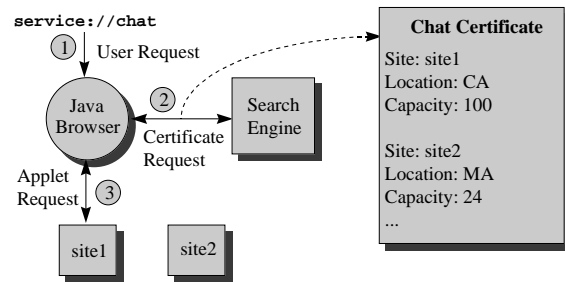 service://chat
1
User Request
Java
Browser
2
Certificate
Request
Search
Engine
Applet
Request
3
site1
site2
Chat Certificate
Site: site1
Location: CA
Capacity: 100
Site: site2
Location: MA
Capacity: 24
...